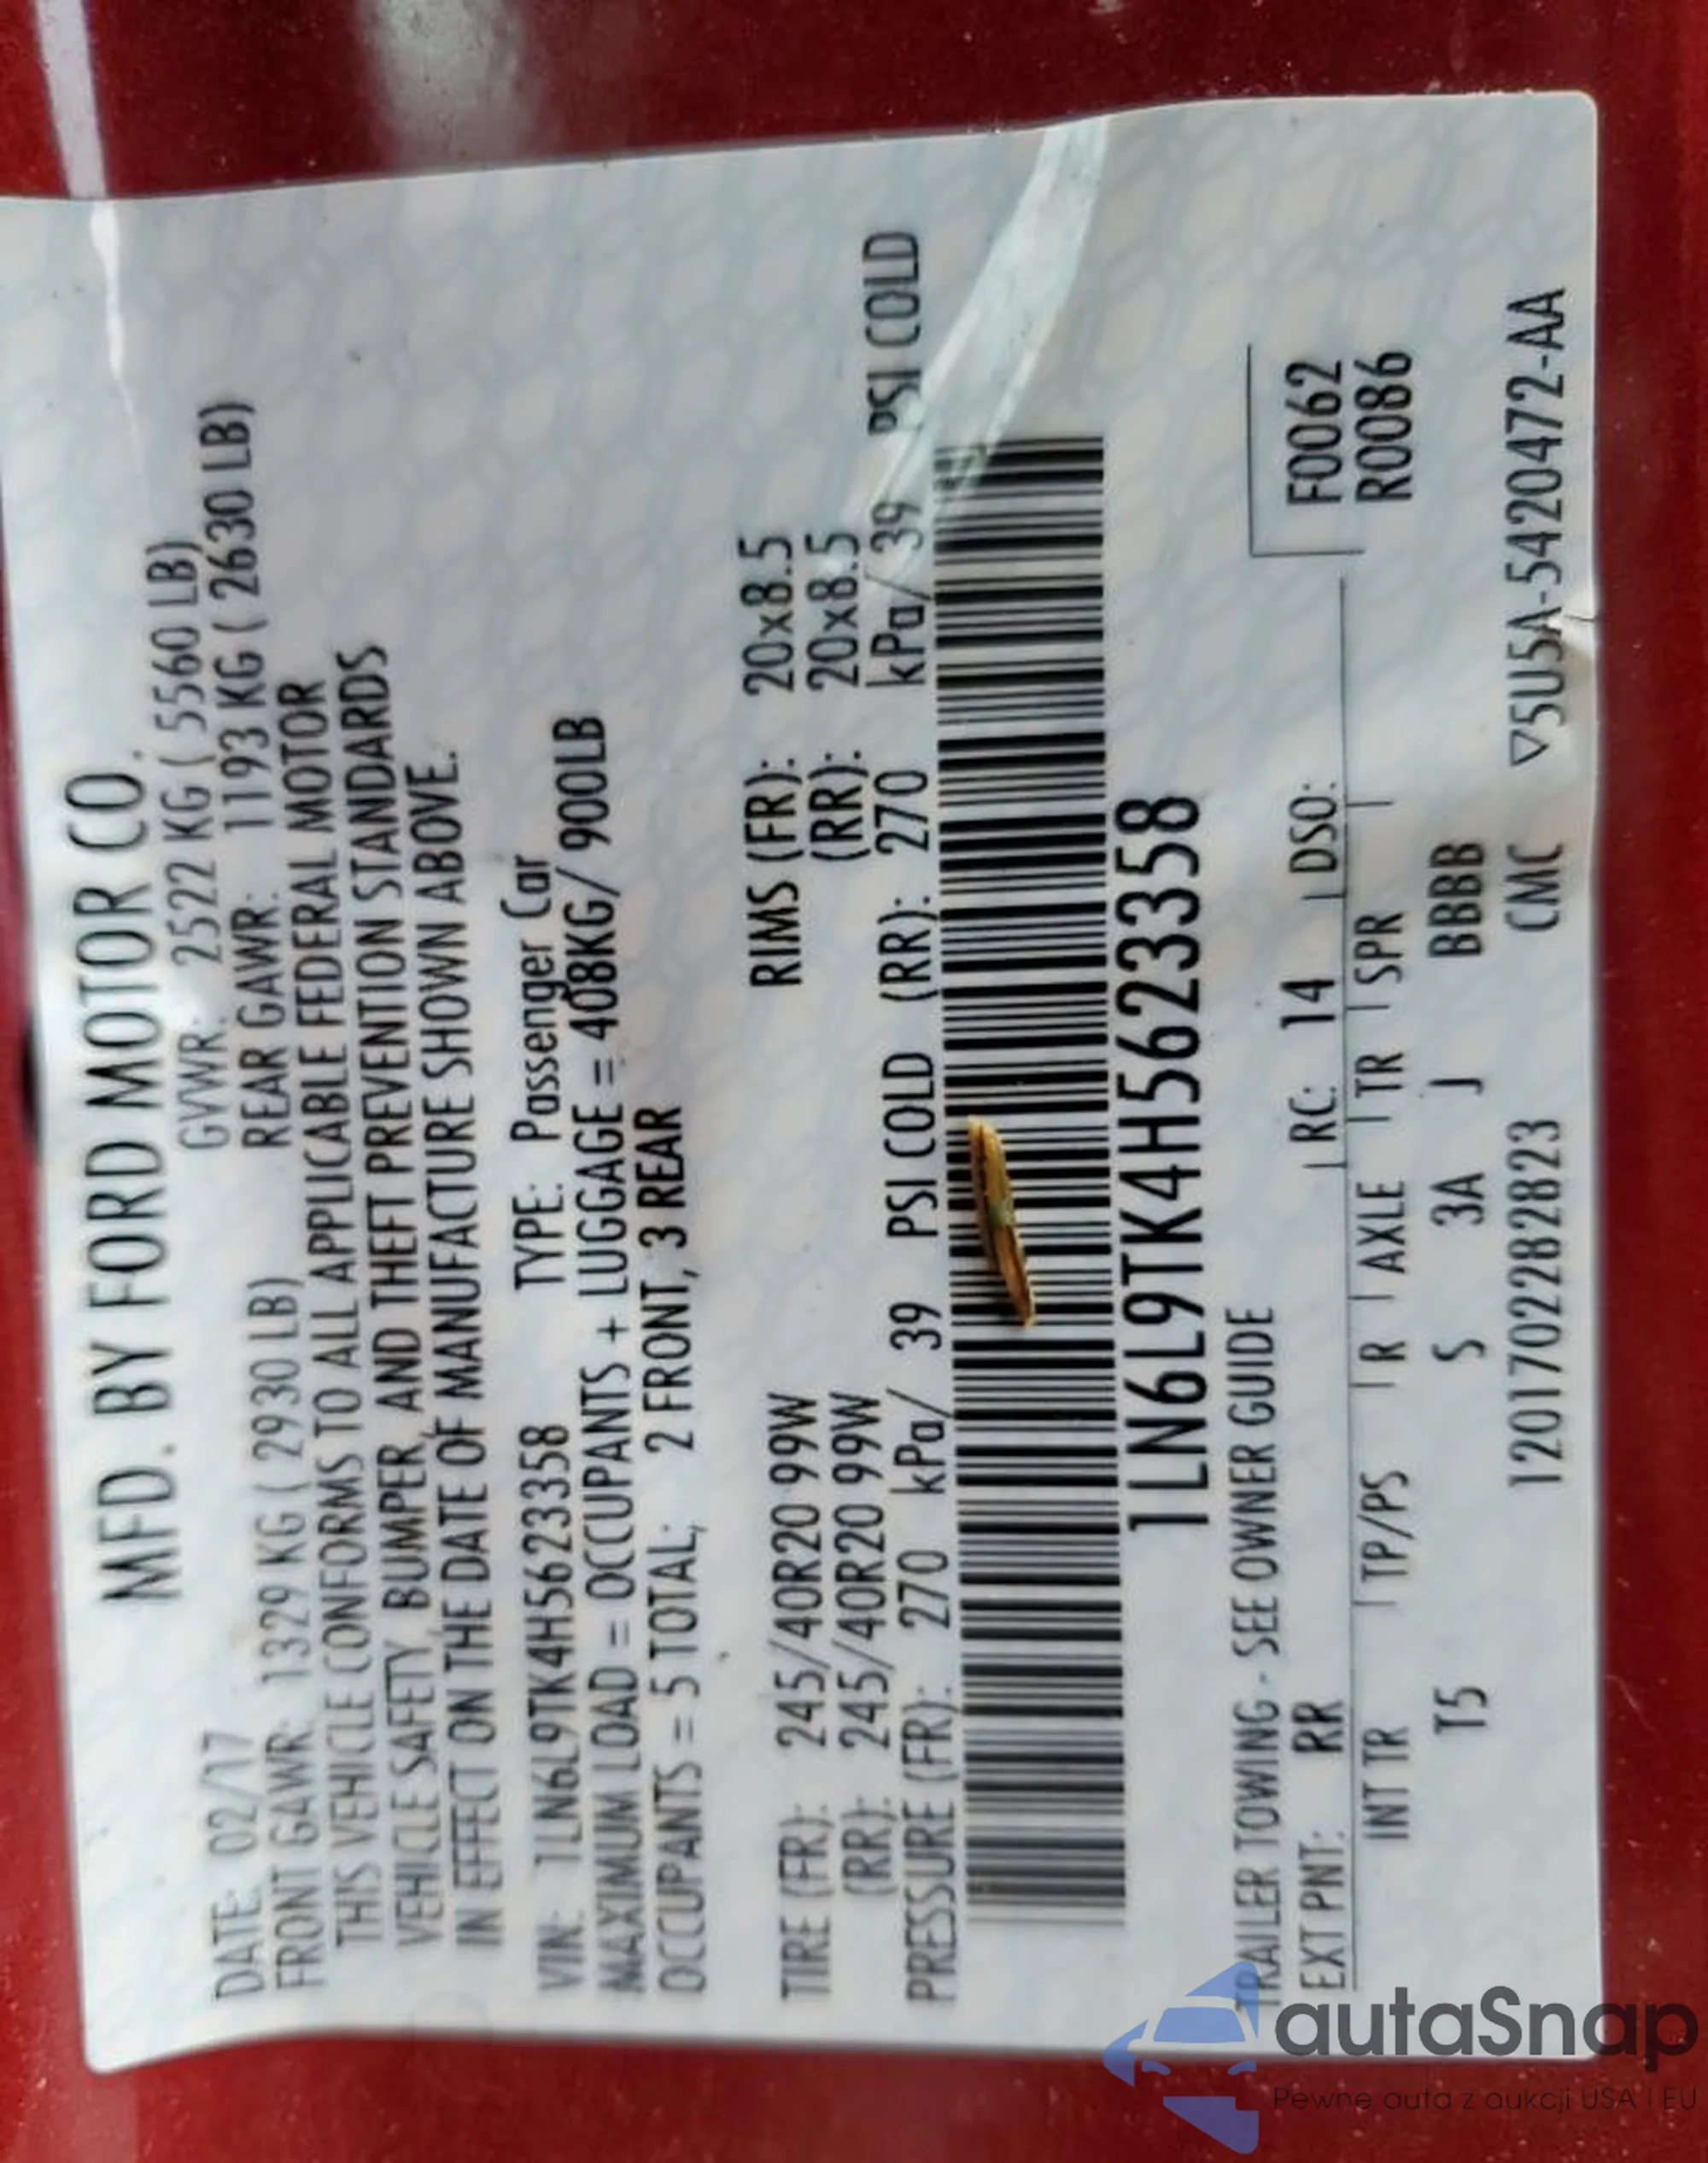 MFD. BY FORD MOTOR CO.
DATE: 02/17 GVWR: 2522 KG ( 5560 LB)
FRONT GAWR: 1329 KG ( 2930 LB) REAR GAWR: 1193 KG ( 2630 LB)
THIS VEHICLE CONFORMS TO ALL APPLICABLE FEDERAL MOTOR
VEHICLE SAFETY, BUMPER, AND THEFT PREVENTION STANDARDS
IN EFFECT ON THE DATE OF MANUFACTURE SHOWN ABOVE.
VIN: 1LN6L9TK4H5623358 TYPE: Passenger Car
MAXIMUM LOAD = OCCUPANTS + LUGGAGE = 408KG/ 900LB
OCCUPANTS = 5 TOTAL; 2 FRONT, 3 REAR
TIRE (FR): 245/40R20 99W RIMS (FR): 20x8.5
(RR): 245/40R20 99W (RR): 20x8.5
PRESSURE (FR): 270 kPa/ 39 PSI COLD (RR): 270 kPa/ 39 PSI COLD
1LN6L9TK4H5623358
TRAILER TOWING - SEE OWNER GUIDE
EXT PNT: RR RC: 14 DSO: F0062
INT TR TP/PS R AXLE TR SPR R0086
T5 S 3A J BBBB
1201702282823 CMC ▽5U5A-5420472-AA
autaSnap
Pewne auta z aukcji USA i EU